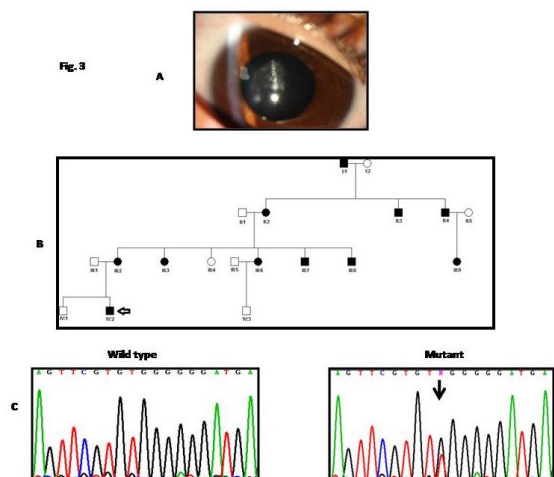 Fig. 3
A
I:1 I:2
II:1 II:2 II:3 II:4 II:5
B
III:1 III:2 III:3 III:4 III:5 III:6 III:7 III:8 III:9
IV:1 IV:2 IV:3
Wild type Mutant
A G T T C G T G T G G G G G G A T G A A G T T C G T G T N G G G G G A T G A
C